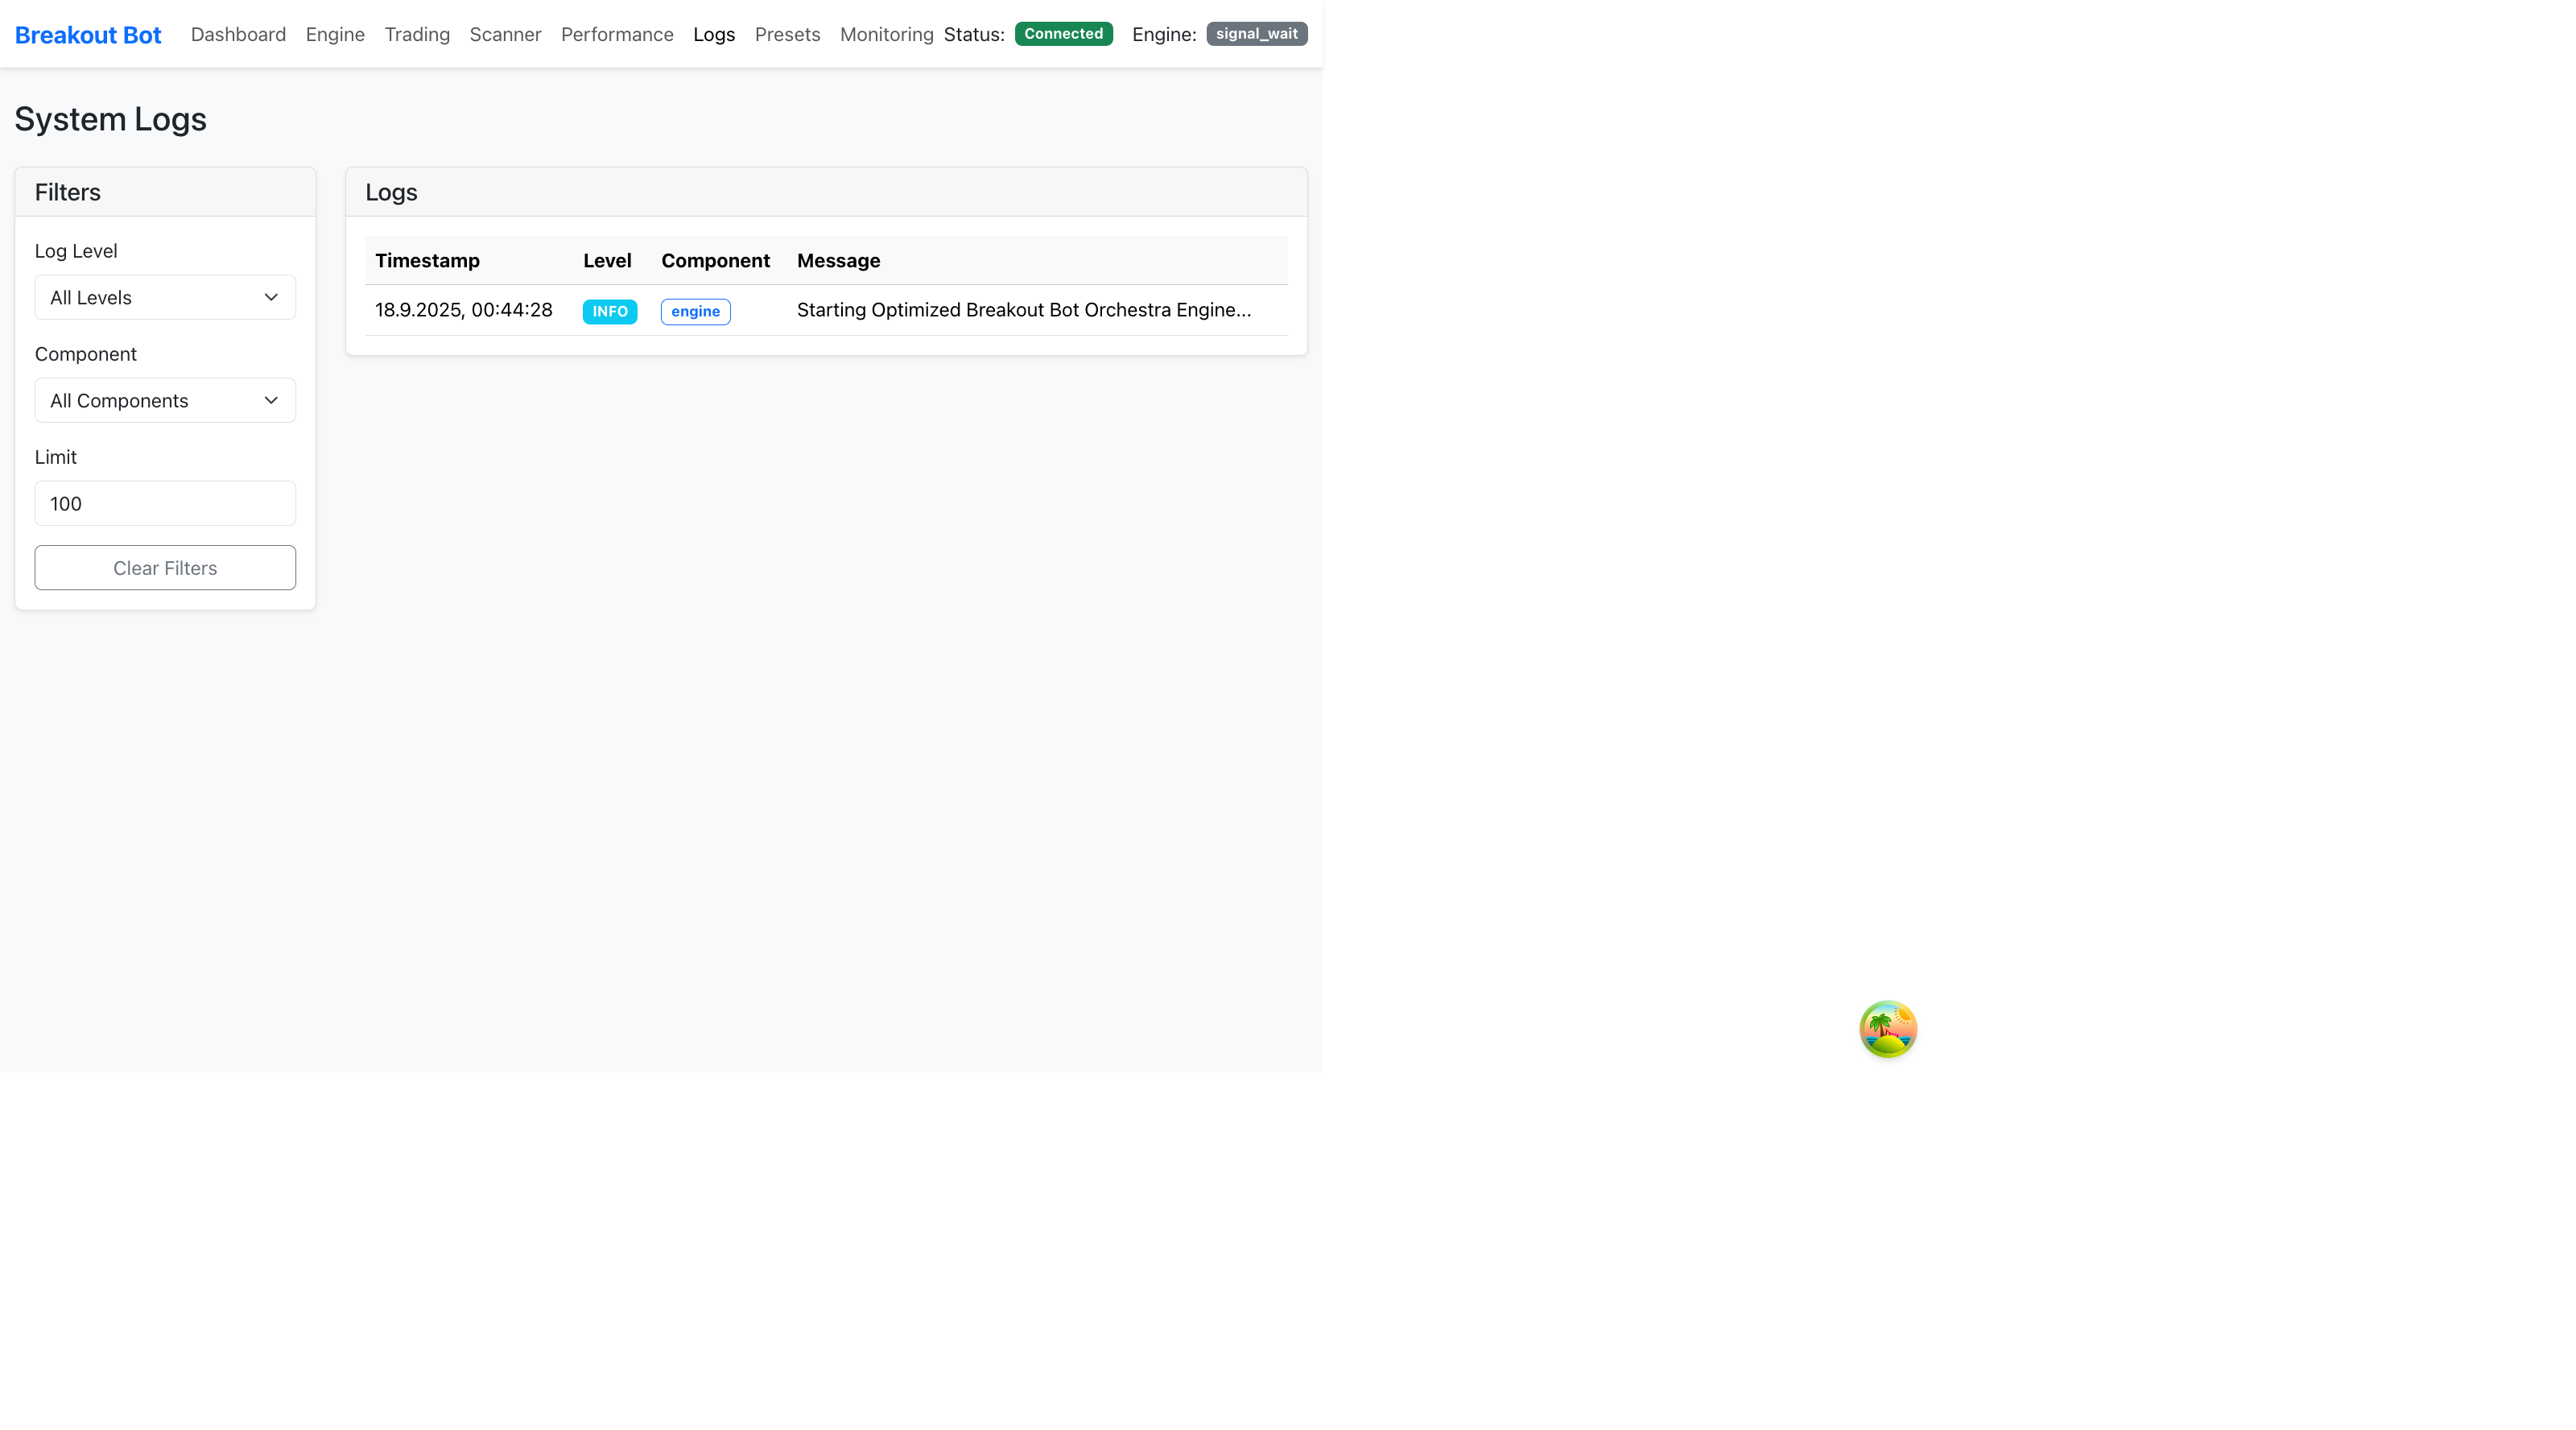 Breakout Bot Dashboard Engine Trading Scanner Performance Logs Presets Monitoring Status: Connected Engine: signal_wait
System Logs
Filters
Log Level
All Levels
Component
All Components
Limit
100
Clear Filters
Logs
Timestamp Level Component Message
18.9.2025, 00:44:28 INFO engine Starting Optimized Breakout Bot Orchestra Engine...